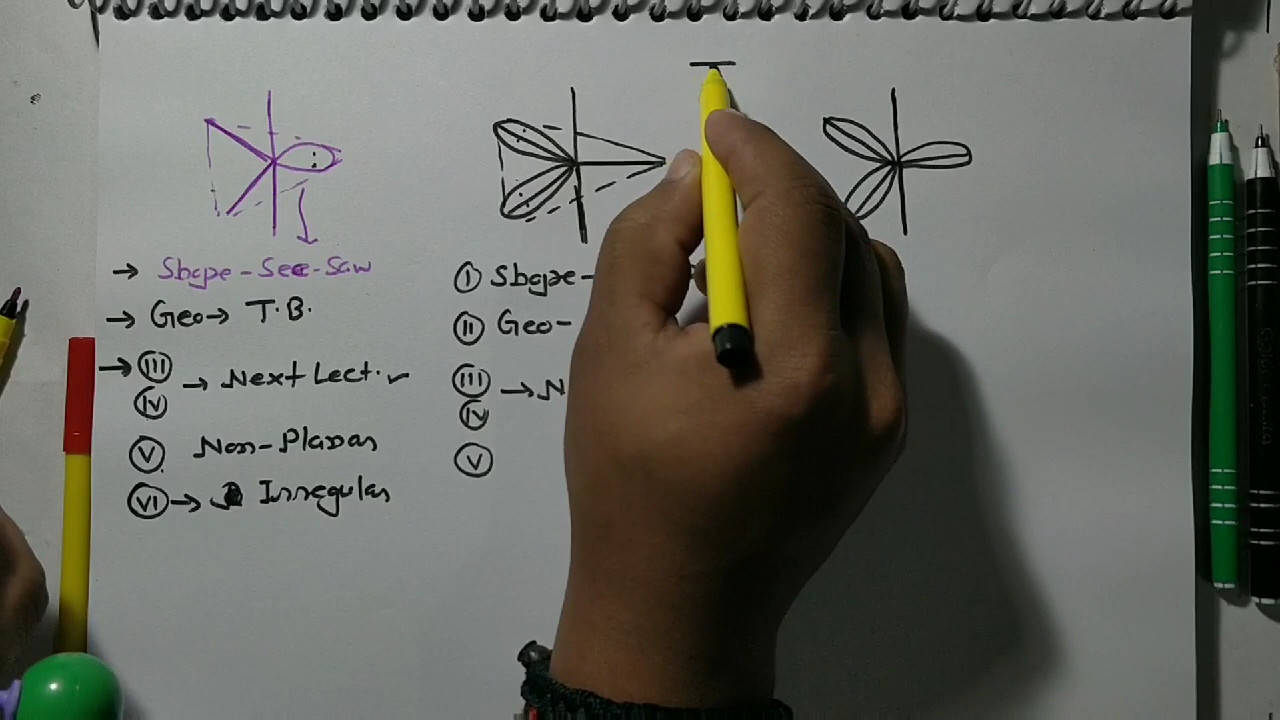 → Shape-See-Saw
→ Geo→ T.B.
→ III → Next Lect.
IV
V Non-Planar
VI → Irregular
I Shape-
II Geo-
III → N
IV
V